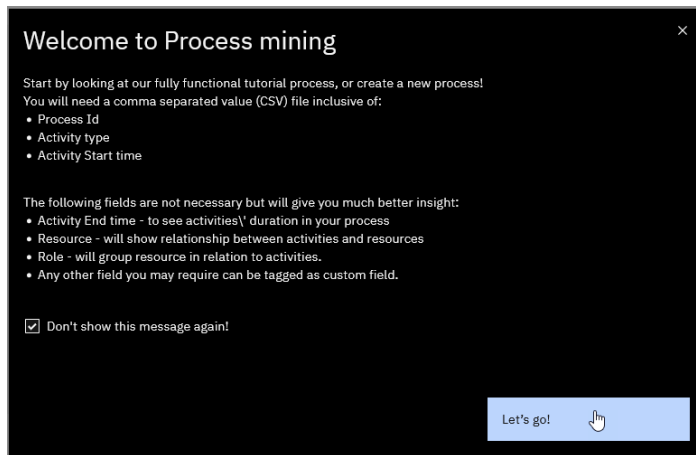 Welcome to Process mining
Start by looking at our fully functional tutorial process, or create a new process!
You will need a comma separated value (CSV) file inclusive of:
• Process Id
• Activity type
• Activity Start time
The following fields are not necessary but will give you much better insight:
• Activity End time - to see activities\' duration in your process
• Resource - will show relationship between activities and resources
• Role - will group resource in relation to activities.
• Any other field you may require can be tagged as custom field.
Don't show this message again!
Let's go!